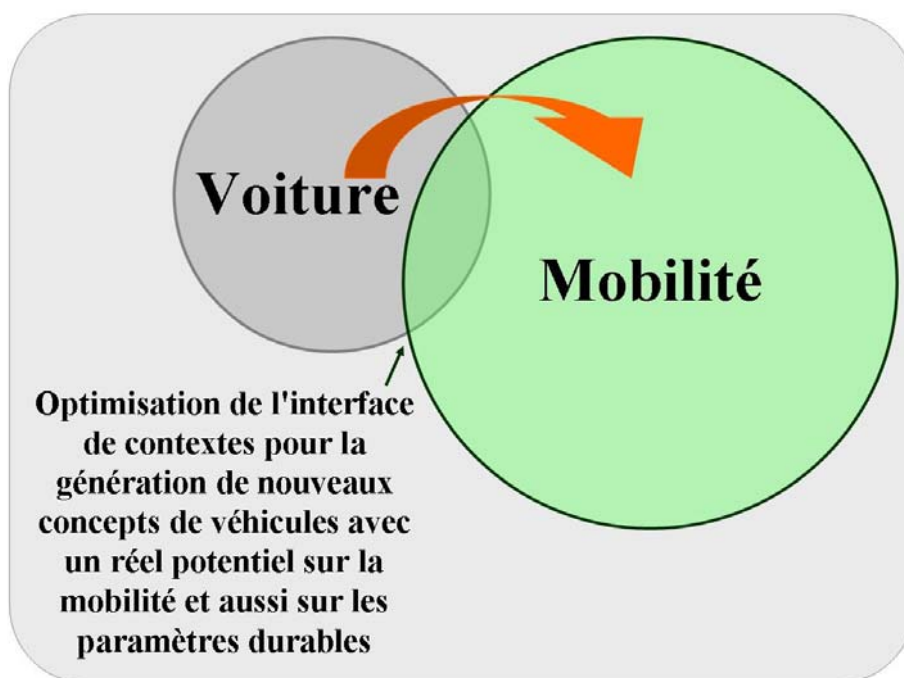 Voiture
Mobilité
Optimisation de l'interface
de contextes pour la
génération de nouveaux
concepts de véhicules avec
un réel potentiel sur la
mobilité et aussi sur les
paramètres durables